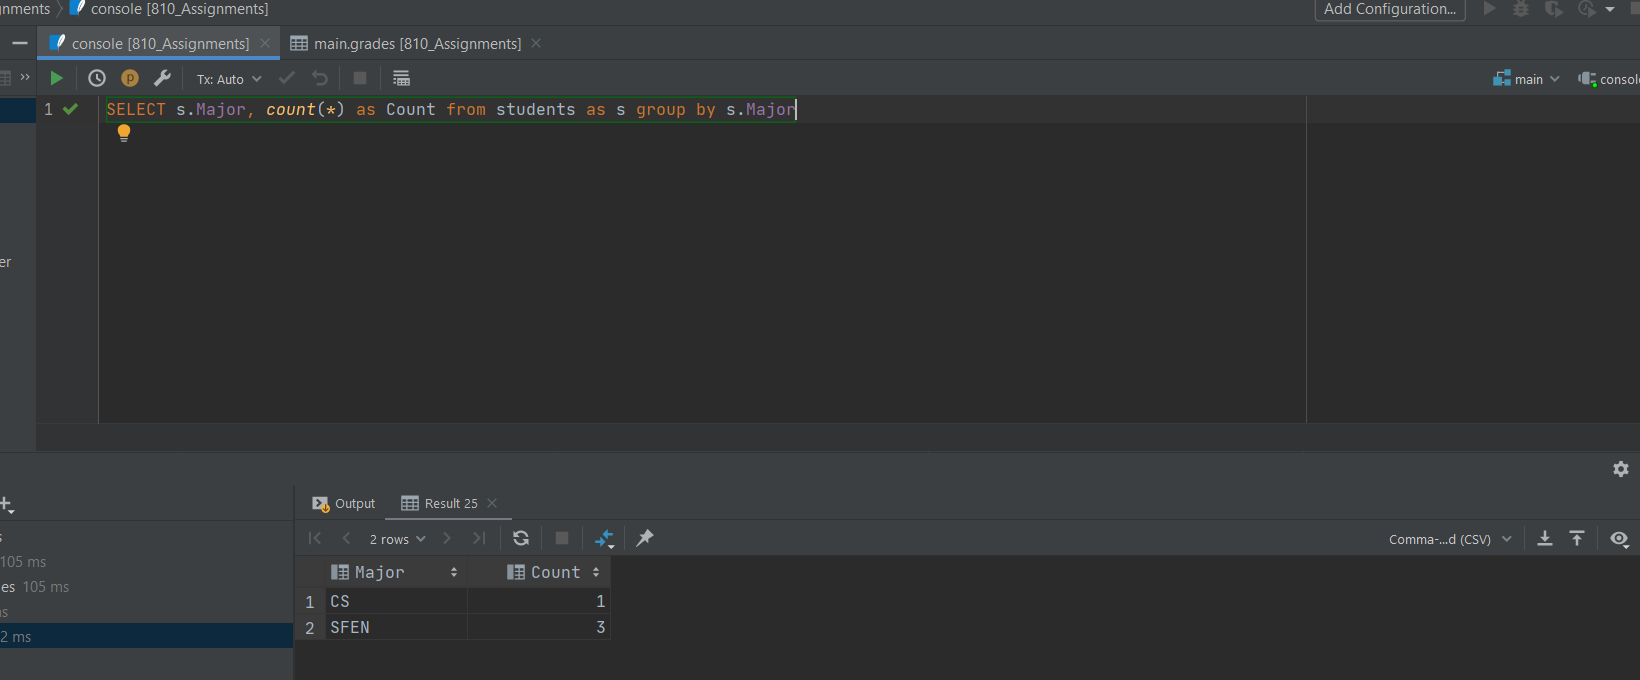 nments console [810_Assignments] Add Configuration...
console [810_Assignments] main.grades [810_Assignments]
p Tx: Auto main consol
1 SELECT s.Major, count(*) as Count from students as s group by s.Major
er
Output Result 25
s
2 rows Comma-...d (CSV)
105 ms
Major Count
es 105 ms
1 CS 1
s
2 SFEN 3
2 ms